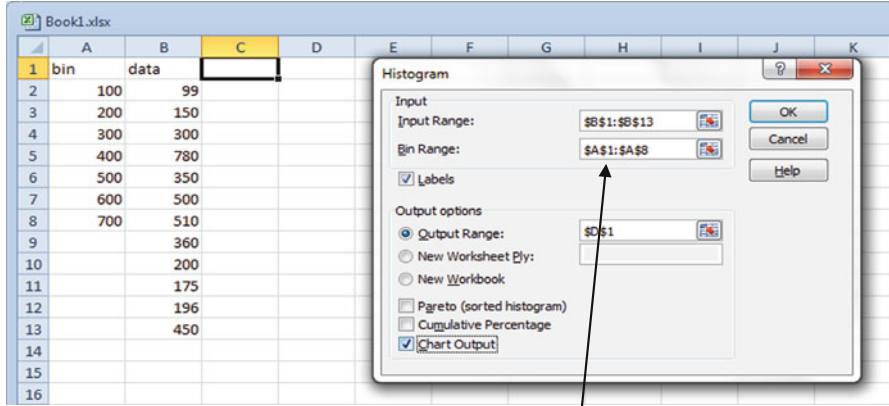 Book1.xlsx
A B C D E F G H I J K
1 bin data
2 100 99
3 200 150
4 300 300
5 400 780
6 500 350
7 600 500
8 700 510
9 360
10 200
11 175
12 196
13 450
14
15
16
Histogram
Input
Input Range: $B$1:$B$13
Bin Range: $A$1:$A$8
Labels
OK
Cancel
Help
Output options
Output Range: $D$1
New Worksheet Ply:
New Workbook
Pareto (sorted histogram)
Cumulative Percentage
Chart Output